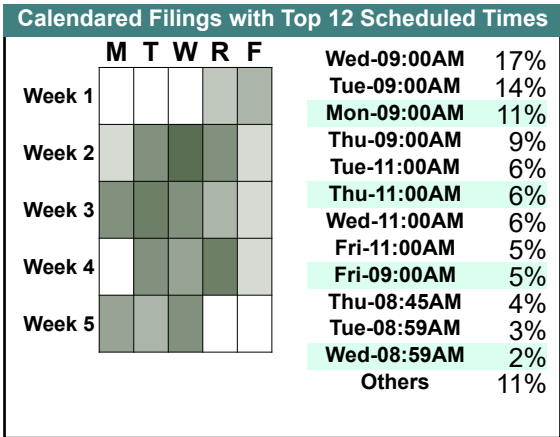 Calendared Filings with Top 12 Scheduled Times
M T W R F
Week 1
Week 2
Week 3
Week 4
Week 5
Wed-09:00AM 17%
Tue-09:00AM 14%
Mon-09:00AM 11%
Thu-09:00AM 9%
Tue-11:00AM 6%
Thu-11:00AM 6%
Wed-11:00AM 6%
Fri-11:00AM 5%
Fri-09:00AM 5%
Thu-08:45AM 4%
Tue-08:59AM 3%
Wed-08:59AM 2%
Others 11%